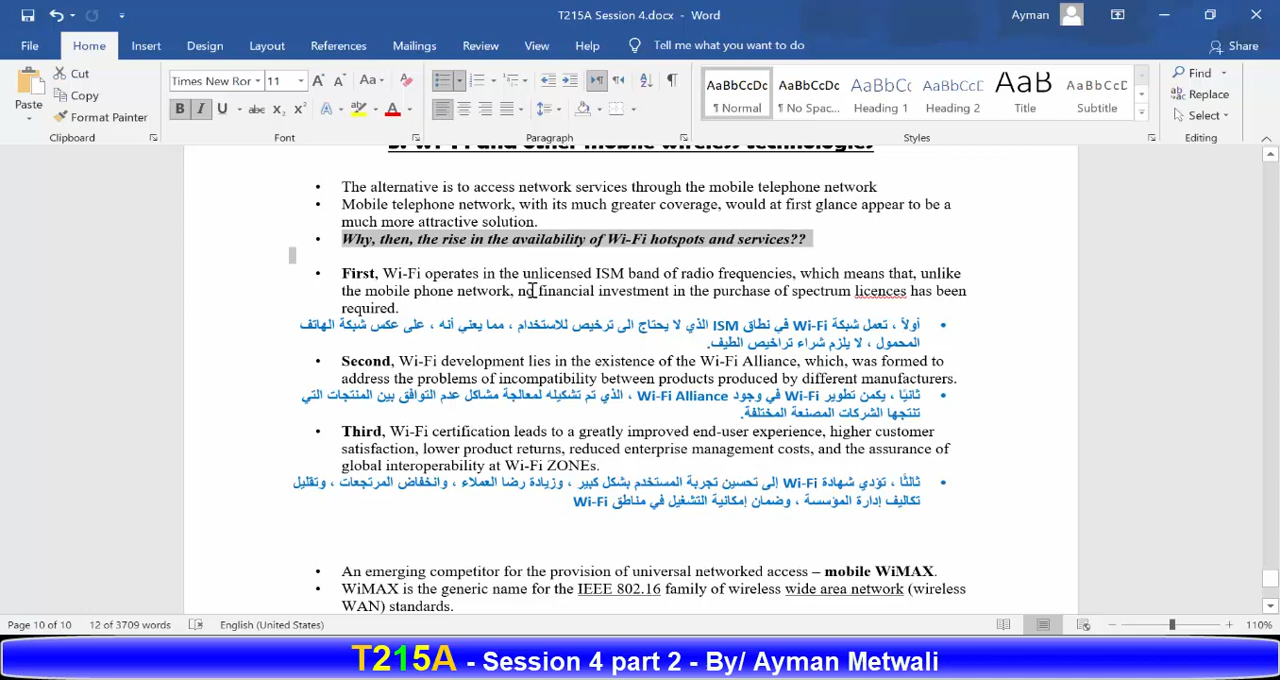 T215A Session 4.docx - Word
Ayman
File Home Insert Design Layout References Mailings Review View Help Tell me what you want to do Share
Paste Cut Copy Format Painter Clipboard
Times New Ror 11 Font
Paragraph
AaBbCcDc ¶ Normal AaBbCcDc ¶ No Spac... AaBbCc Heading 1 AaBbCcD Heading 2 AaB Title AaBbCcD Subtitle Styles
Find Replace Select Editing
Wi-Fi and other mobile wireless technologies
• The alternative is to access network services through the mobile telephone network
• Mobile telephone network, with its much greater coverage, would at first glance appear to be a
much more attractive solution.
• Why, then, the rise in the availability of Wi-Fi hotspots and services??
• First, Wi-Fi operates in the unlicensed ISM band of radio frequencies, which means that, unlike
the mobile phone network, no financial investment in the purchase of spectrum licences has been
required.
• أولاً ، تعمل شبكة Wi-Fi في نطاق ISM الذي لا يحتاج الى ترخيص للاستخدام ، مما يعني أنه ، على عكس شبكة الهاتف
المحمول ، لا يلزم شراء تراخيص الطيف.
• Second, Wi-Fi development lies in the existence of the Wi-Fi Alliance, which, was formed to
address the problems of incompatibility between products produced by different manufacturers.
• ثانيًا ، يكمن تطوير Wi-Fi في وجود Wi-Fi Alliance ، الذي تم تشكيله لمعالجة مشاكل عدم التوافق بين المنتجات التي
تنتجها الشركات المصنعة المختلفة.
• Third, Wi-Fi certification leads to a greatly improved end-user experience, higher customer
satisfaction, lower product returns, reduced enterprise management costs, and the assurance of
global interoperability at Wi-Fi ZONEs.
• ثالثًا ، تؤدي شهادة Wi-Fi إلى تحسين تجربة المستخدم بشكل كبير ، وزيادة رضا العملاء ، وانخفاض المرتجعات ، وتقليل
تكاليف إدارة المؤسسة ، وضمان إمكانية التشغيل في مناطق Wi-Fi
• An emerging competitor for the provision of universal networked access – mobile WiMAX.
• WiMAX is the generic name for the IEEE 802.16 family of wireless wide area network (wireless
WAN) standards.
Page 10 of 10 12 of 3709 words English (United States) 110%
T215A - Session 4 part 2 - By/ Ayman Metwali